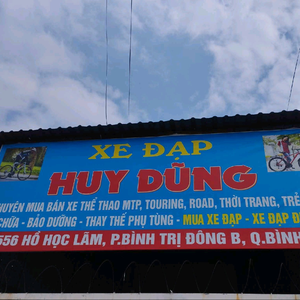 XE ĐẠP
HUY DŨNG
HUYÊN MUA BÁN XE THỂ THAO MTP, TOURING, ROAD, THỜI TRANG, TRẺ
CHỮA - BẢO DƯỠNG - THAY THẾ PHỤ TÙNG - MUA XE ĐẠP - XE ĐẠP
556 HỒ HỌC LÃM, P.BÌNH TRỊ ĐÔNG B, Q.BÌNH